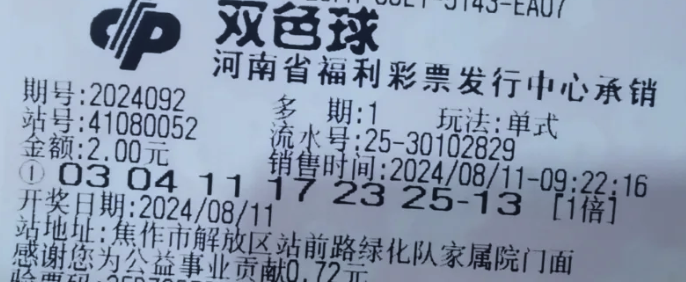 5143-EA07
双色球
河南省福利彩票发行中心承销
期号:2024092 多 期:1 玩法:单式
站号:41080052 流水号:25-30102829
金额:2.00元 销售时间:2024/08/11-09:22:16
① 03 04 11 17 23 25-13 [1倍]
开奖日期:2024/08/11
站地址:焦作市解放区站前路绿化队家属院门面
感谢您为公益事业贡献0.72元
验票码: